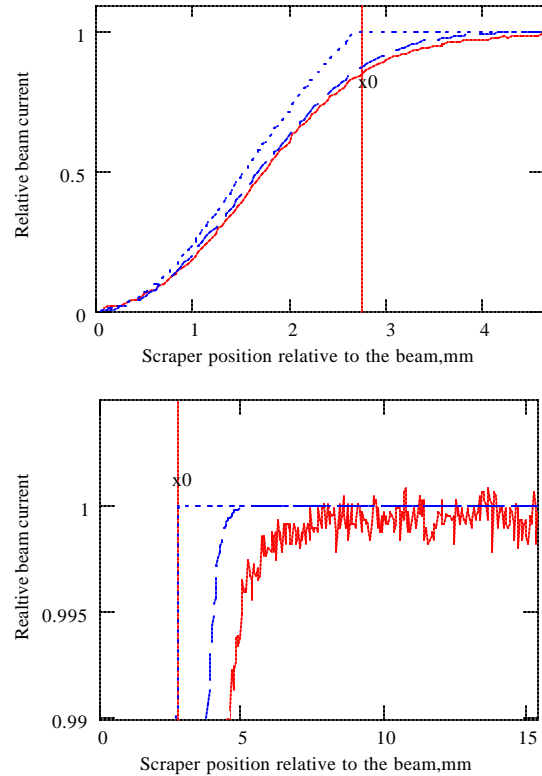 1
x0
Relative beam current
0.5
0
0 1 2 3 4
Scraper position relative to the beam,mm
x0
Realtive beam current
1
0.995
0.99
0 5 10 15
Scraper position relative to the beam,mm